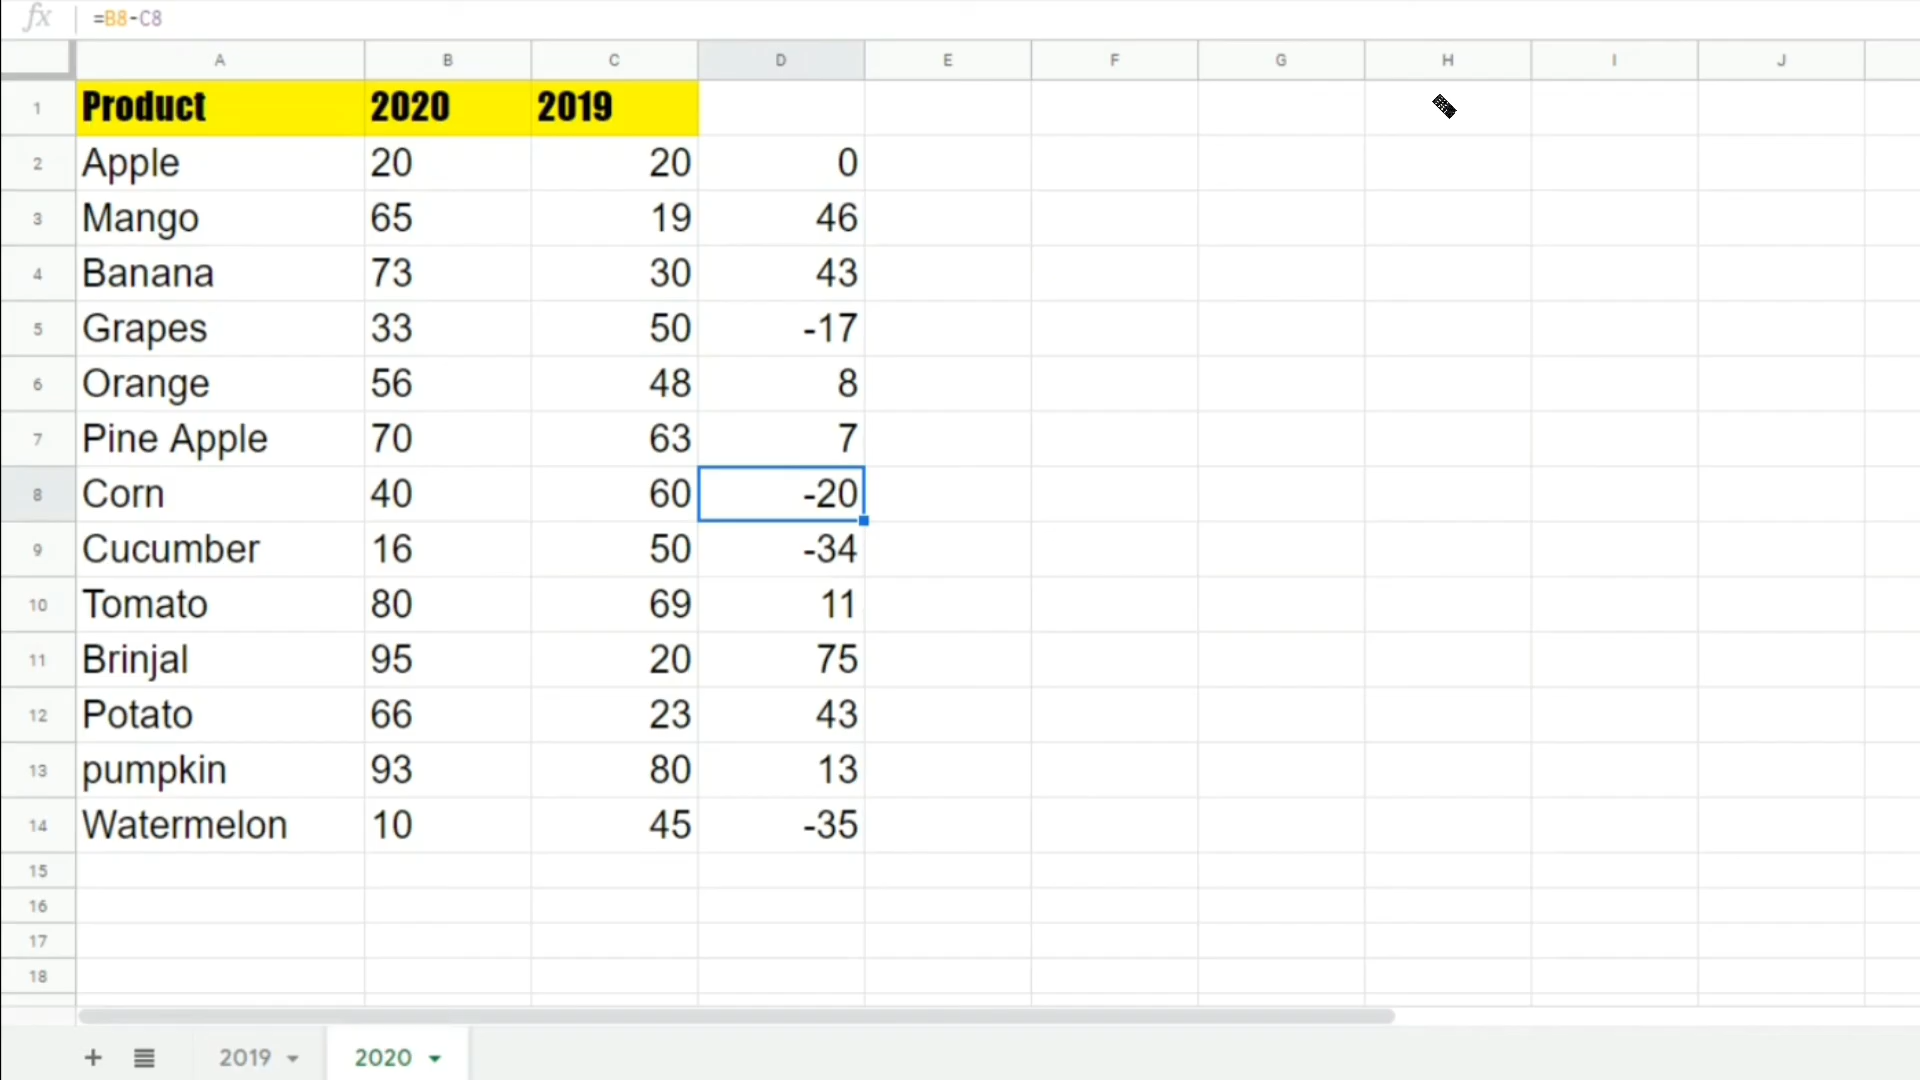 fx =B8-C8
A B C D E F G H I J
1 Product 2020 2019
2 Apple 20 20 0
3 Mango 65 19 46
4 Banana 73 30 43
5 Grapes 33 50 -17
6 Orange 56 48 8
7 Pine Apple 70 63 7
8 Corn 40 60 -20
9 Cucumber 16 50 -34
10 Tomato 80 69 11
11 Brinjal 95 20 75
12 Potato 66 23 43
13 pumpkin 93 80 13
14 Watermelon 10 45 -35
15
16
17
18
+ 2019 2020